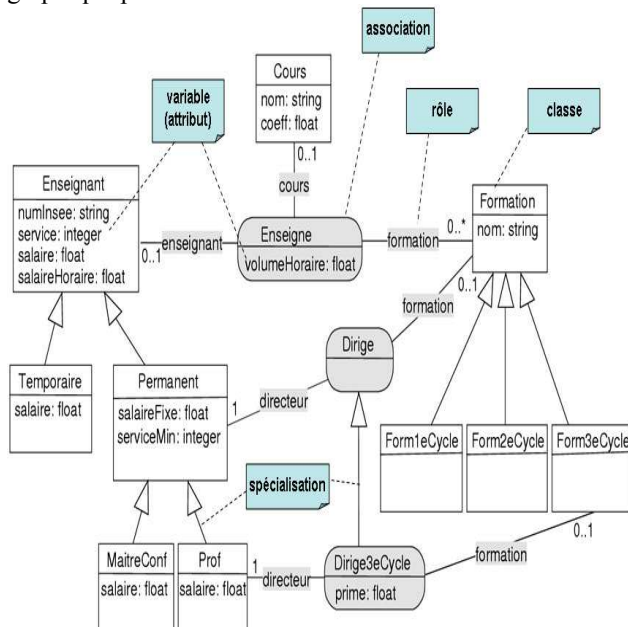 association
Cours
nom: string
coeff: float
variable
(attribut)
rôle
classe
0..1
cours
Enseignant
numInsee: string
service: integer
salaire: float
salaireHoraire: float
enseignant
0..1
Enseigne
volumeHoraire: float
formation
0..*
Formation
nom: string
0..1
formation
Dirige
Temporaire
salaire: float
Permanent
salaireFixe: float
serviceMin: integer
1
directeur
Form1eCycle
Form2eCycle
Form3eCycle
spécialisation
0..1
formation
MaitreConf
salaire: float
Prof
salaire: float
1
directeur
Dirige3eCycle
prime: float